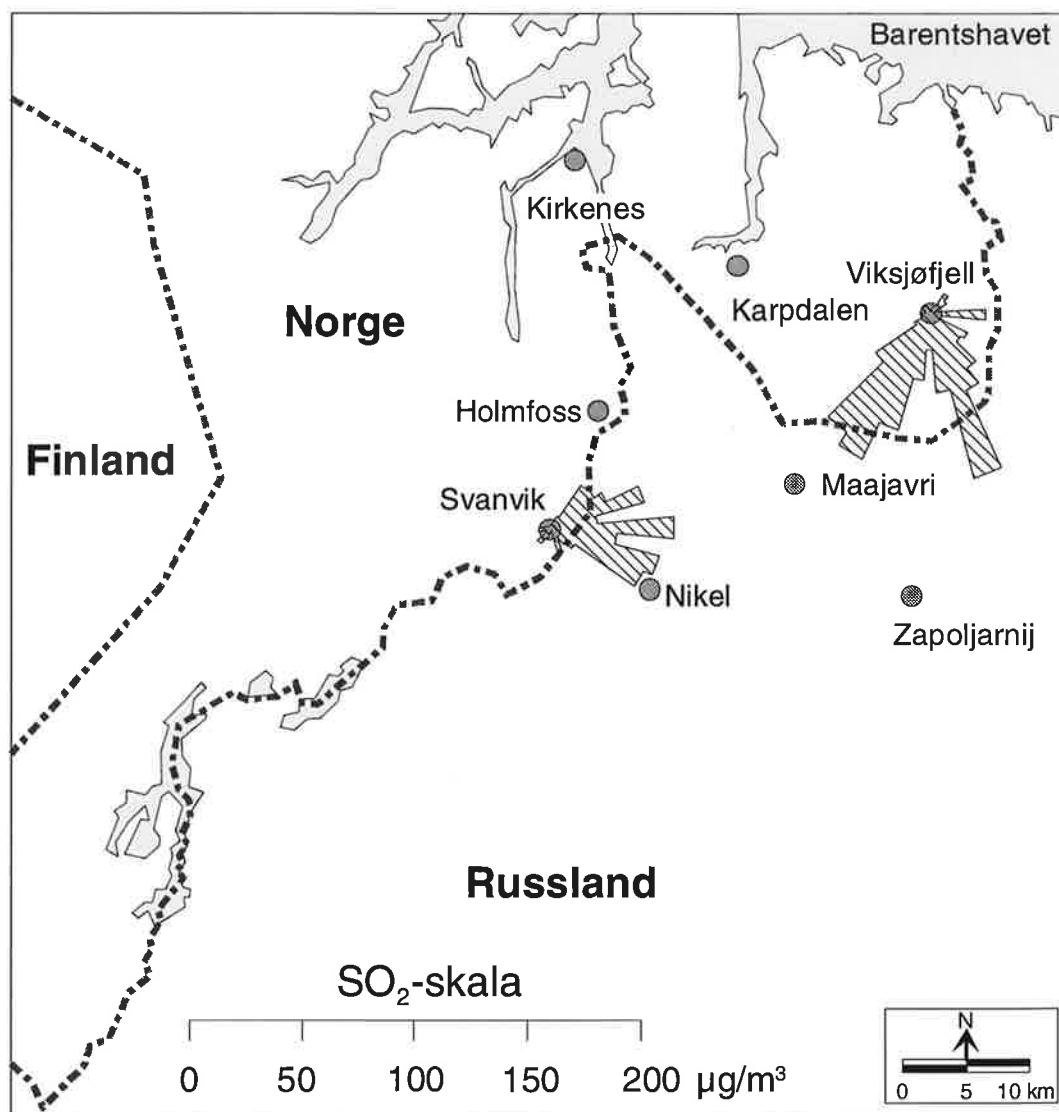 Barentshavet
Kirkenes
Viksjøfjell
Karpdalen
Norge
Holmfoss
Finland
Maajavri
Svanvik
Nikel
Zapoljarnij
Russland
SO₂-skala
0 50 100 150 200 µg/m³
N
0 5 10 km